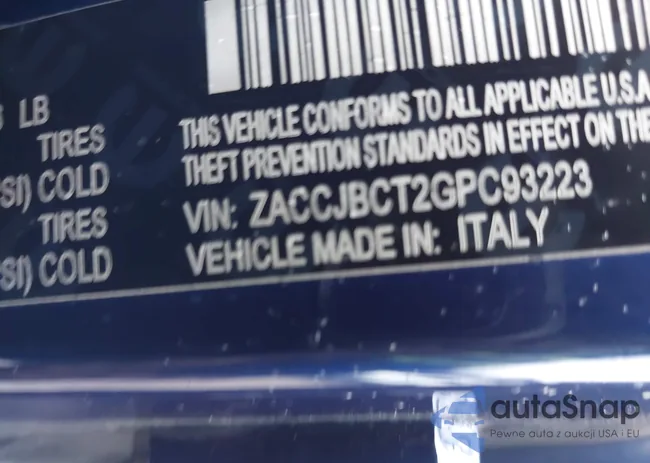 LB
TIRES
SI) COLD
TIRES
SI) COLD
THIS VEHICLE CONFORMS TO ALL APPLICABLE U.S.A
THEFT PREVENTION STANDARDS IN EFFECT ON THE
VIN: ZACCJBCT2GPC93223
VEHICLE MADE IN: ITALY
autaSnap
Pewne auta z aukcji USA i EU